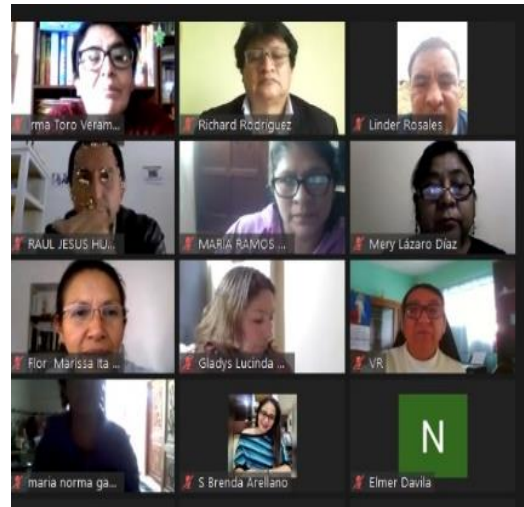 rma Toro Veram...
Richard Rodriguez
Linder Rosales
RAUL JESUS HU...
MARIA RAMOS ...
Mery Lázaro Díaz
Flor Marissa Ita ...
Gladys Lucinda ...
VR
maria norma ga...
S Brenda Arellano
N
Elmer Davila